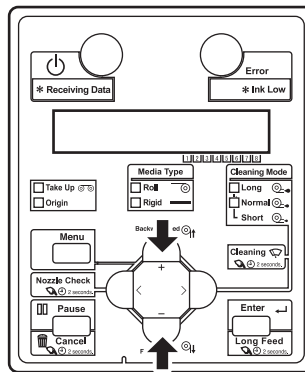 Error
* Receiving Data
* Ink Low
1 2 3 4 5 6 7 8
Media Type
Cleaning Mode
Take Up
Roll
Long
Origin
Rigid
Normal
Short
Menu
+
Cleaning
2 seconds.
Nozzle Check
2 seconds.
< >
Pause
−
Enter
Cancel
2 seconds.
Long Feed
2 seconds.